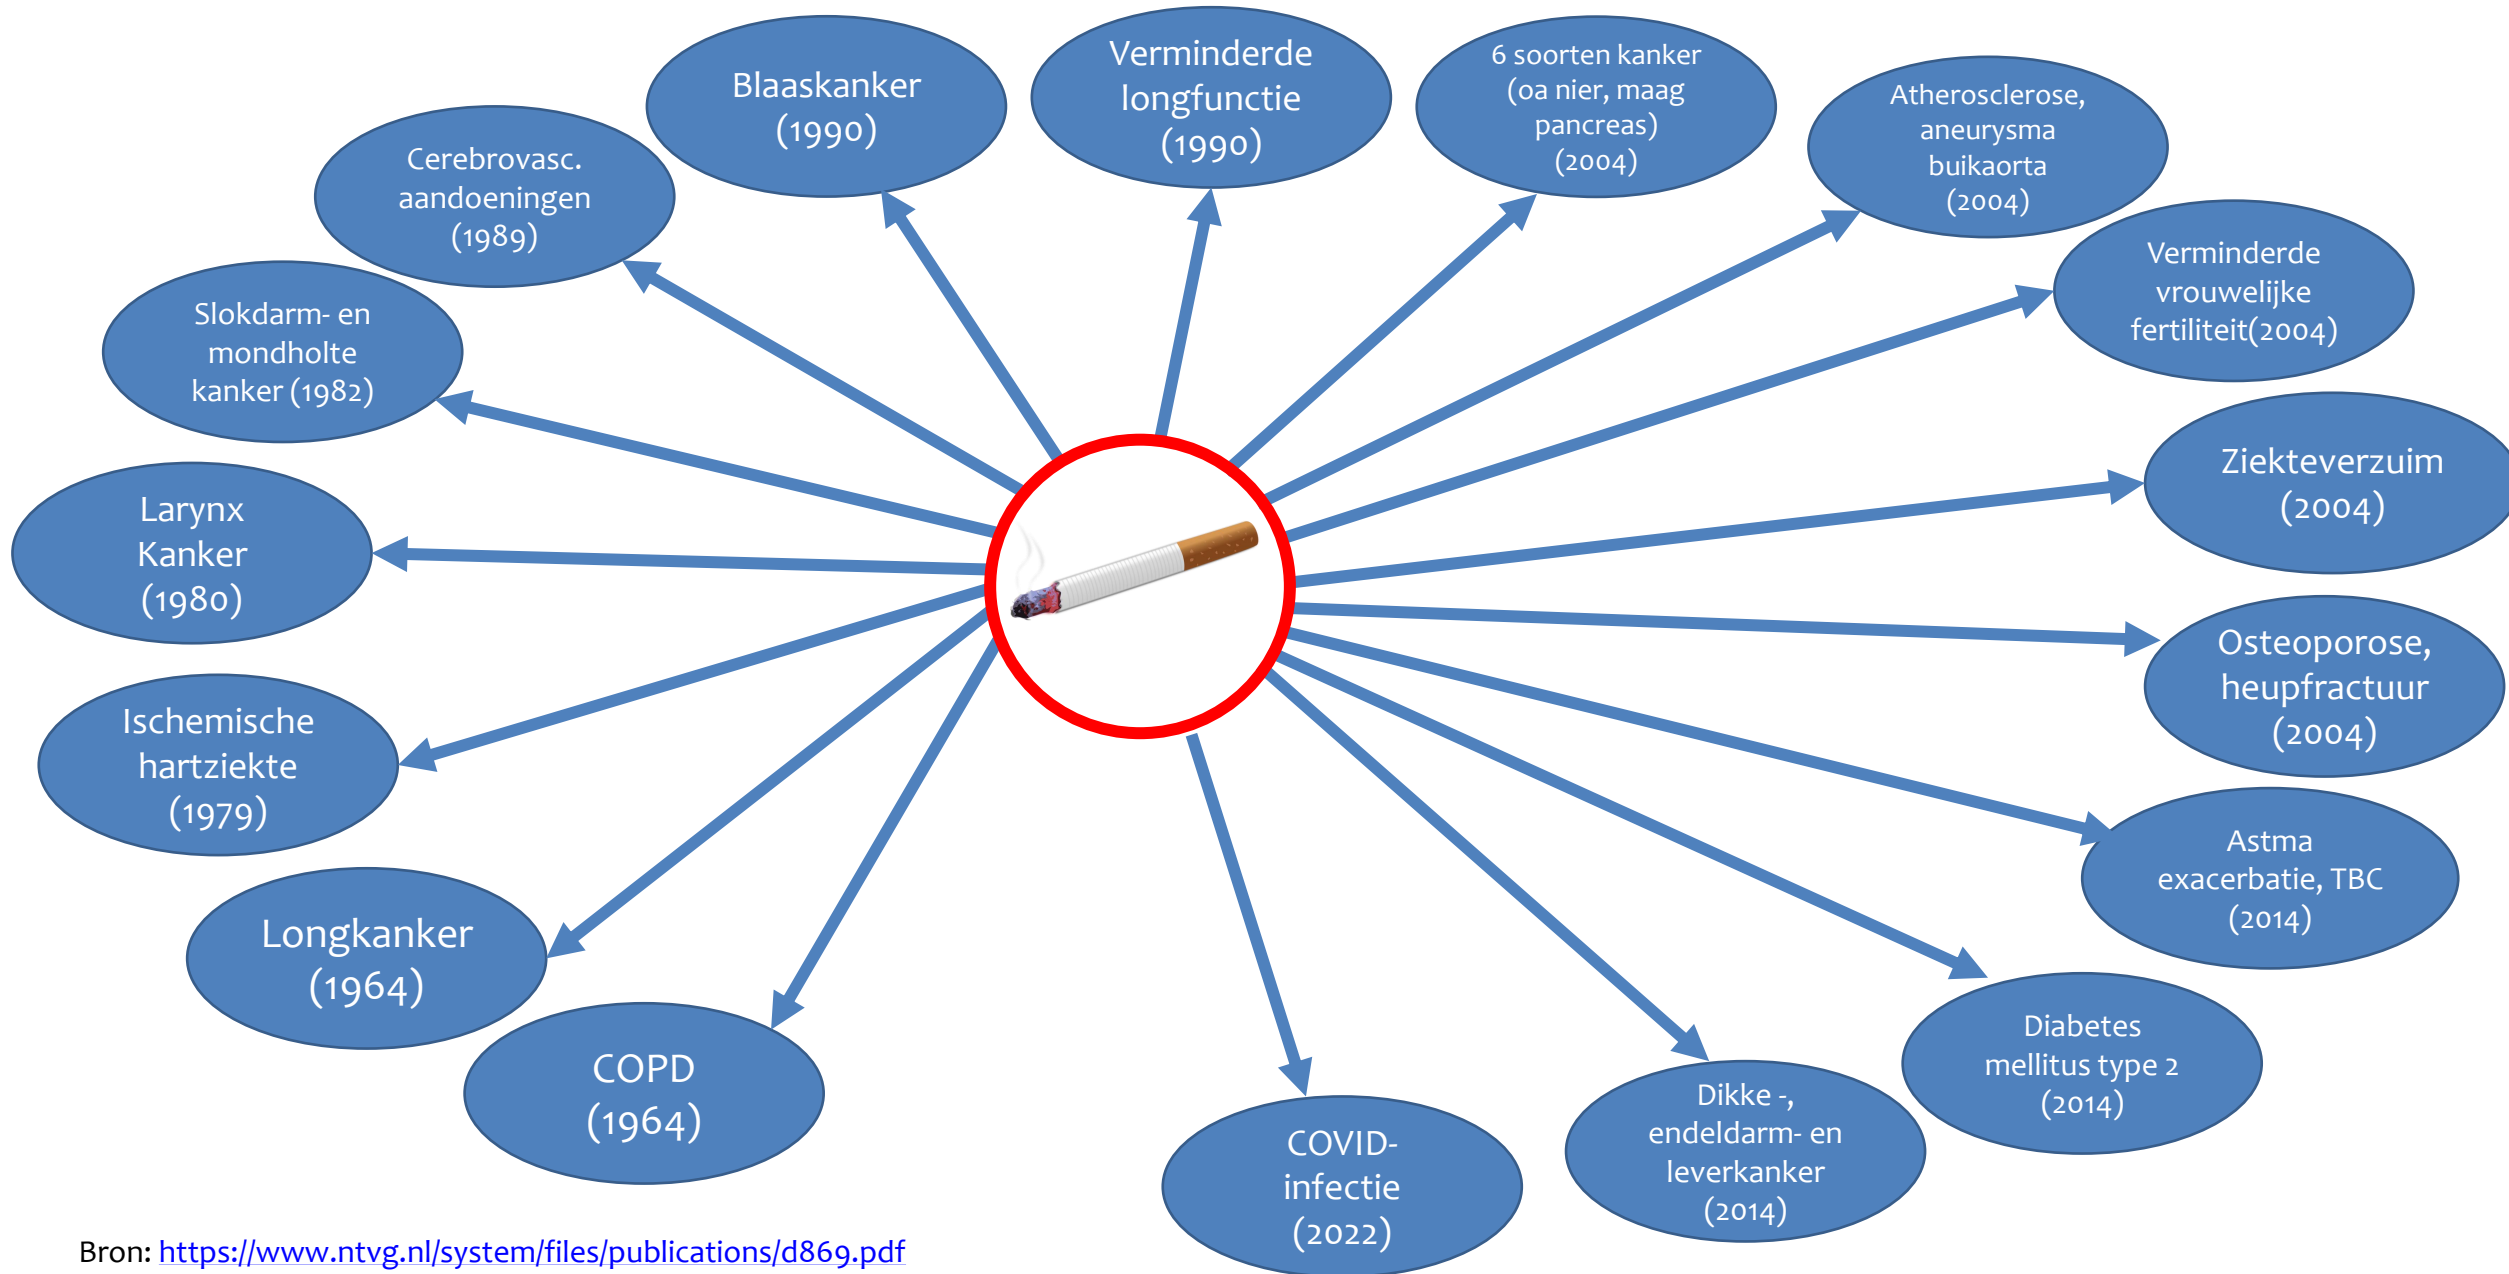 COPD
(1964)
Longkanker
(1964)
Ischemische
hartziekte
(1979)
Larynx
Kanker
(1980)
Slokdarm- en
mondholte
kanker (1982)
Cerebrovasc.
aandoeningen
(1989)
Blaaskanker
(1990)
Verminderde
longfunctie
(1990)
6 soorten kanker
(oa nier, maag
pancreas)
(2004)
Atherosclerose,
aneurysma
buikaorta
(2004)
Verminderde
vrouwelijke
fertiliteit(2004)
Ziekteverzuim
(2004)
Osteoporose,
heupfractuur
(2004)
Astma
exacerbatie, TBC
(2014)
Diabetes
mellitus type 2
(2014)
Dikke -,
endeldarm- en
leverkanker
(2014)
COVID-
infectie
(2022)
Bron: https://www.ntvg.nl/system/files/publications/d869.pdf